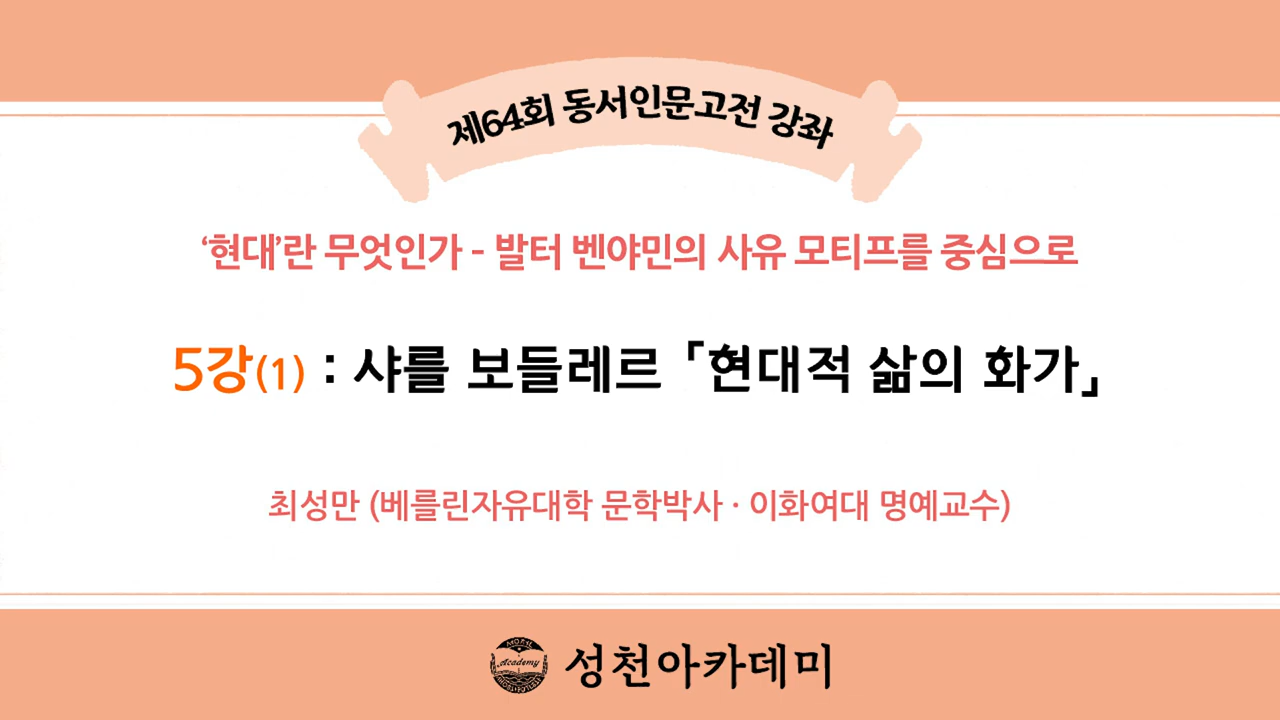 제64회 동서인문고전 강좌
‘현대’란 무엇인가 - 발터 벤야민의 사유 모티프를 중심으로
5강(1) : 샤를 보들레르 「현대적 삶의 화가」
최성만 (베를린자유대학 문학박사 · 이화여대 명예교수)
Academy
성천아카데미